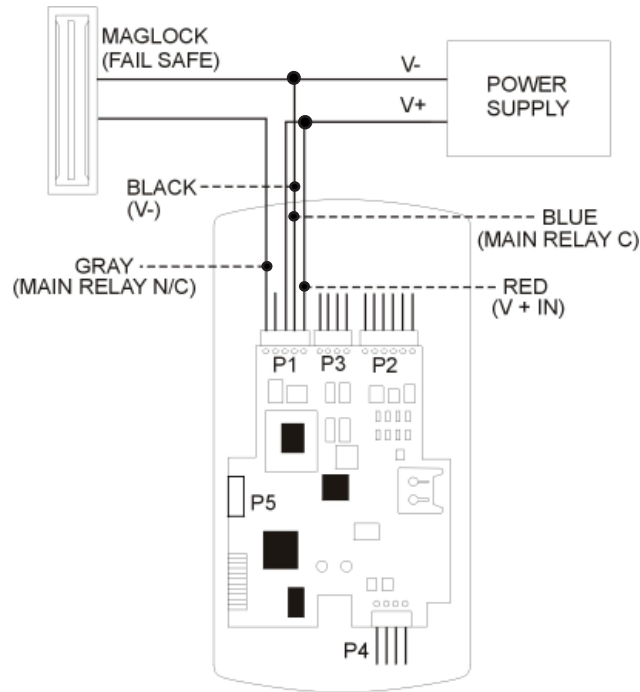 MAGLOCK
(FAIL SAFE)
V-
POWER
SUPPLY
V+
BLACK
(V-)
BLUE
(MAIN RELAY C)
GRAY
(MAIN RELAY N/C)
RED
(V + IN)
P1
P3
P2
P5
P4